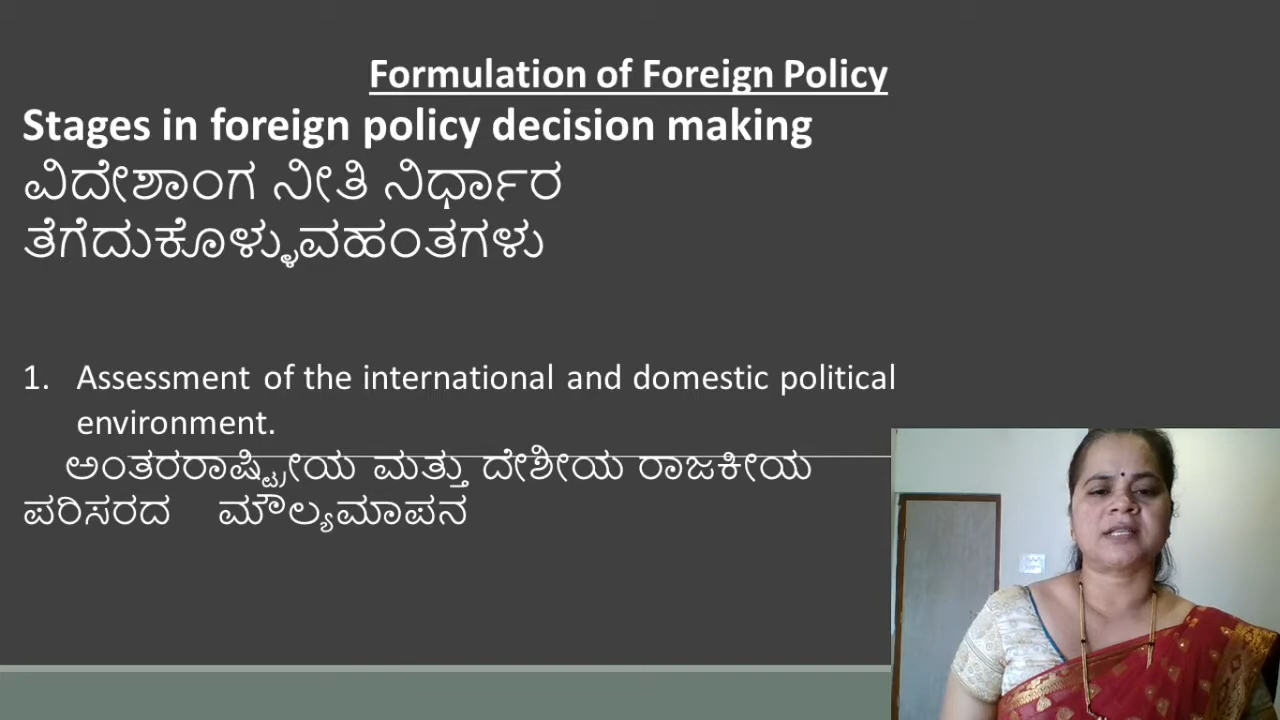 Formulation of Foreign Policy
Stages in foreign policy decision making
ವಿದೇಶಾಂಗ ನೀತಿ ನಿರ್ಧಾರ
ತೆಗೆದುಕೊಳ್ಳುವಹಂತಗಳು
1. Assessment of the international and domestic political
environment.
ಅಂತರರಾಷ್ಟ್ರೀಯ ಮತ್ತು ದೇಶೀಯ ರಾಜಕೀಯ
ಪರಿಸರದ ಮೌಲ್ಯಮಾಪನ